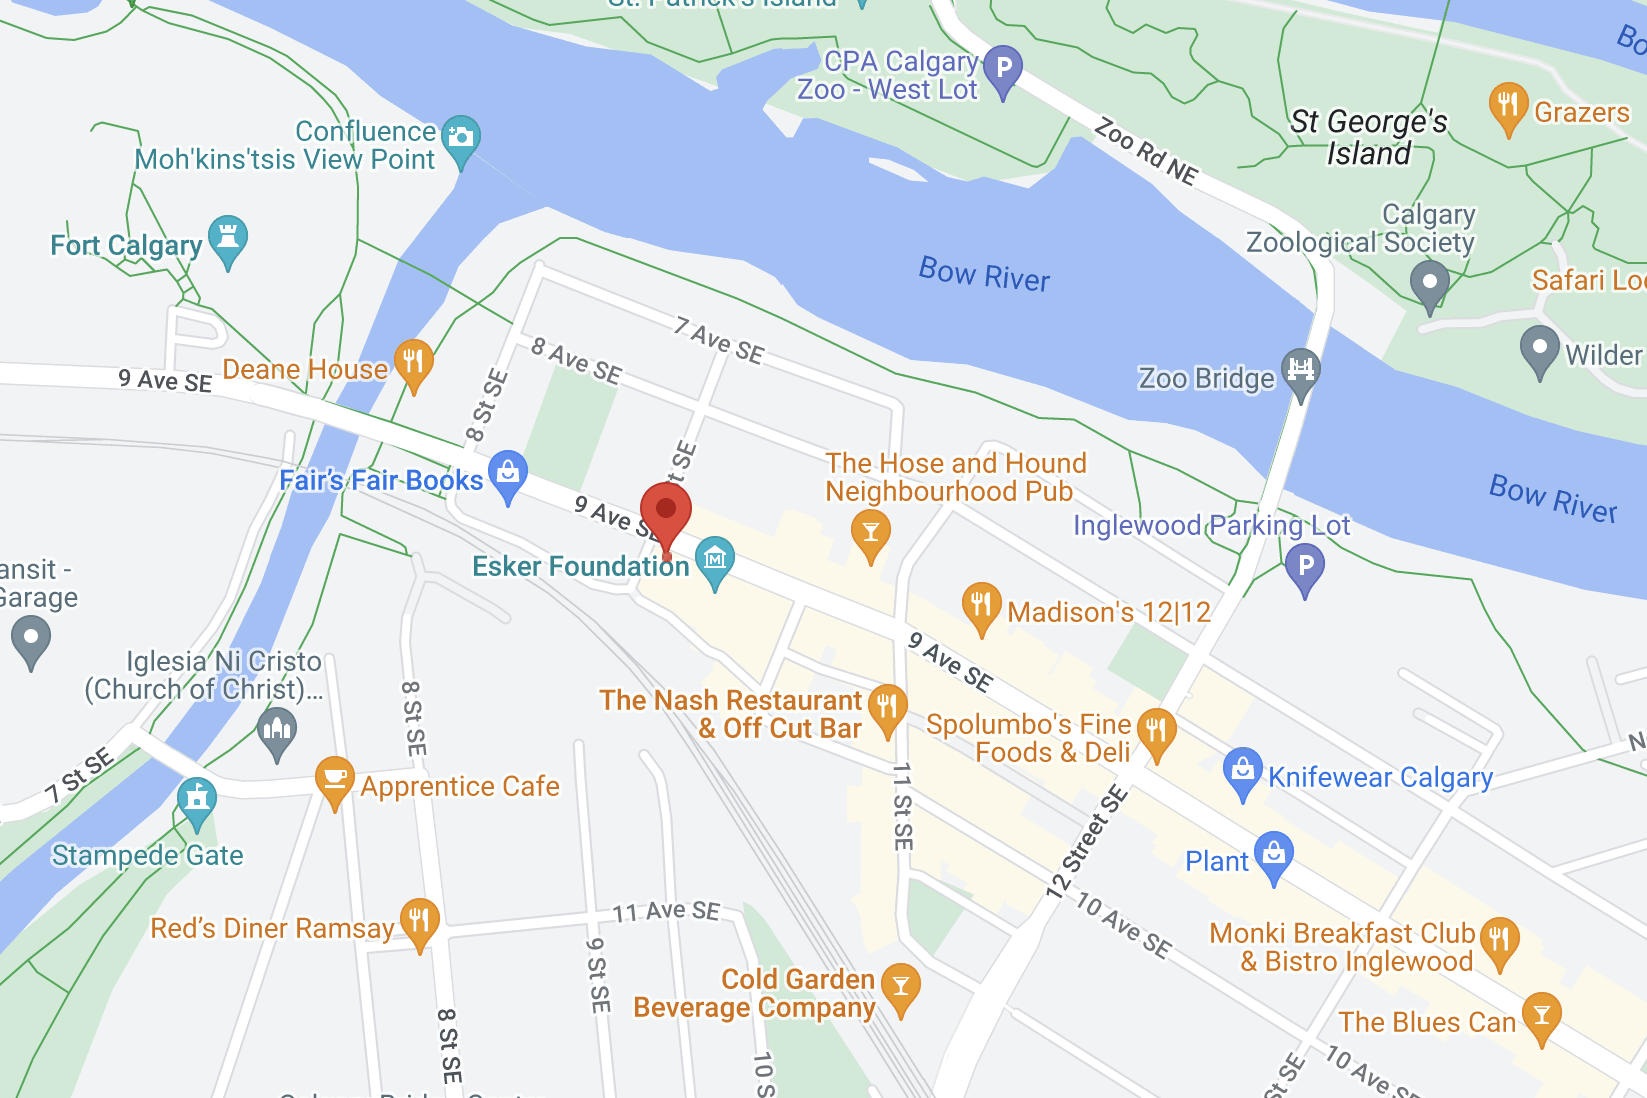 St. Patrick's Island
CPA Calgary
Zoo - West Lot
P
Bow
Grazers
St George's
Island
Zoo Rd NE
Confluence
Moh'kins'tsis View Point
Fort Calgary
Calgary
Zoological Society
Safari Loo
Bow River
7 Ave SE
8 Ave SE
Deane House
9 Ave SE
8 St SE
Zoo Bridge
Wilder
The Hose and Hound
Neighbourhood Pub
Fair's Fair Books
St SE
9 Ave SE
Bow River
Inglewood Parking Lot
P
Esker Foundation
M
ansit -
Garage
Madison's 12|12
9 Ave SE
Iglesia Ni Cristo
(Church of Christ)...
8 St SE
The Nash Restaurant
& Off Cut Bar
Spolumbo's Fine
Foods & Deli
7 St SE
Apprentice Cafe
Knifewear Calgary
11 St SE
12 Street SE
Stampede Gate
Plant
Red's Diner Ramsay
11 Ave SE
10 Ave SE
9 St SE
Monki Breakfast Club
& Bistro Inglewood
Cold Garden
Beverage Company
The Blues Can
8 St SE
10 S
St SE
10 Ave SE